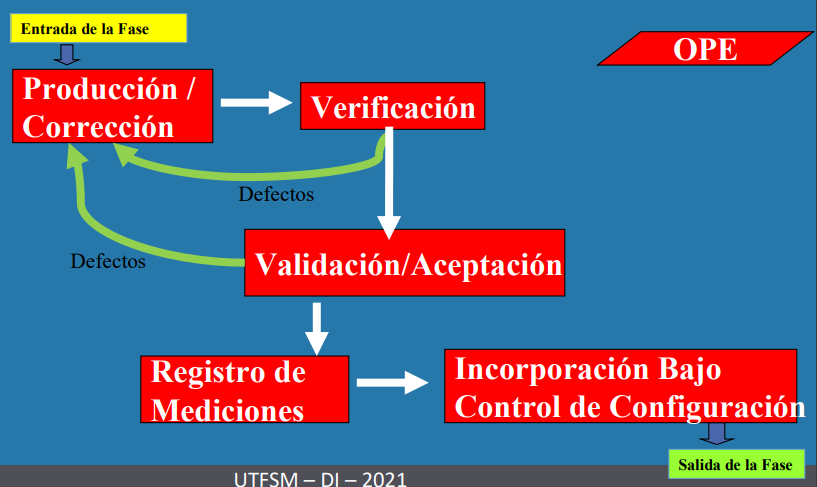 Entrada de la Fase
OPE
Producción /
Corrección
Verificación
Defectos
Defectos
Validación/Aceptación
Registro de
Mediciones
Incorporación Bajo
Control de Configuración
Salida de la Fase
UTFSM – DI – 2021